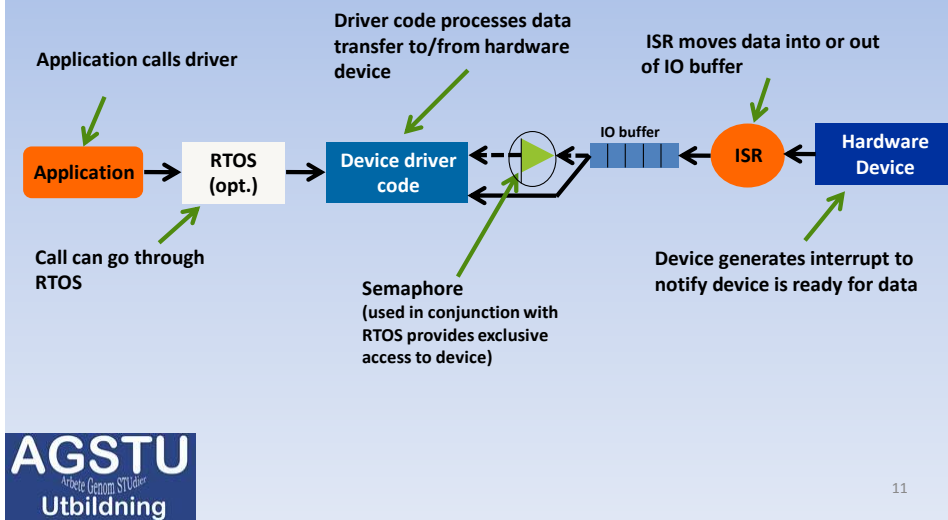 Driver code processes data
transfer to/from hardware
device
Application calls driver
ISR moves data into or out
of IO buffer
Application
RTOS
(opt.)
Device driver
code
IO buffer
ISR
Hardware
Device
Call can go through
RTOS
Semaphore
(used in conjunction with
RTOS provides exclusive
access to device)
Device generates interrupt to
notify device is ready for data
AGSTU
Arbete Genom STUdier
Utbildning
11